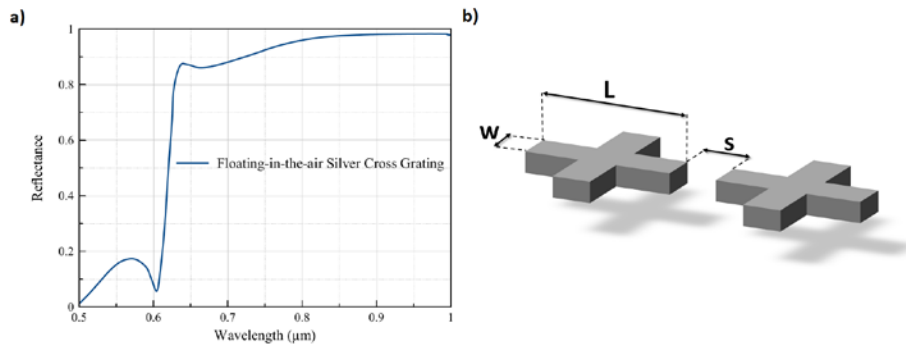 a)
1
0.8
0.6
0.4
0.2
0
Reflectance
Floating-in-the-air Silver Cross Grating
0.5 0.6 0.7 0.8 0.9 1
Wavelength (μm)
b)
L
W
S